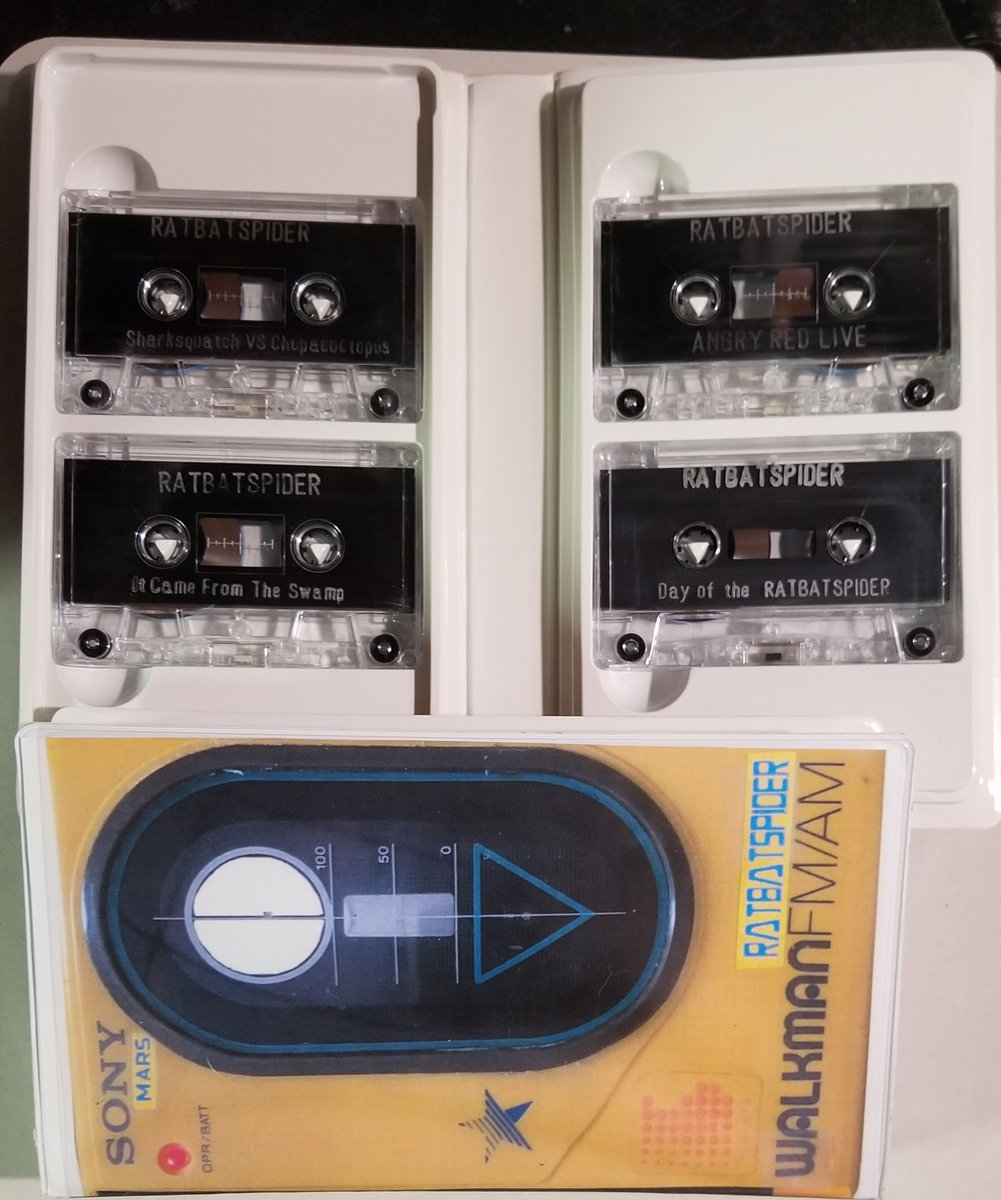 RATBATSPIDER
Sharksquatch VS Chupacoctopus
RATBATSPIDER
ANGRY RED LIVE
RATBATSPIDER
It Came From The Swamp
RATBATSPIDER
Day of the RATBATSPIDER
SONY
MARS
OPR/BATT
100
50
0
RATBATSPIDER
WALKMAN FM/AM